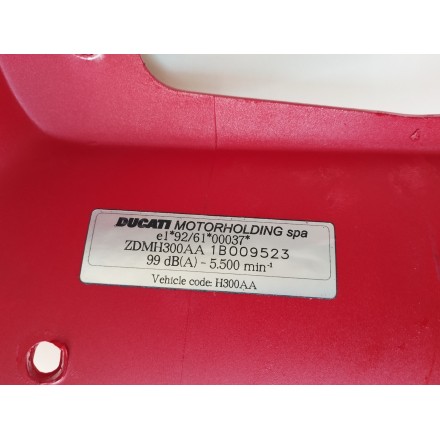 DUCATI MOTORHOLDING spa
e1*92/61*00037*
ZDMH300AA 1B009523
99 dB(A) - 5.500 min⁻¹
Vehicle code: H300AA